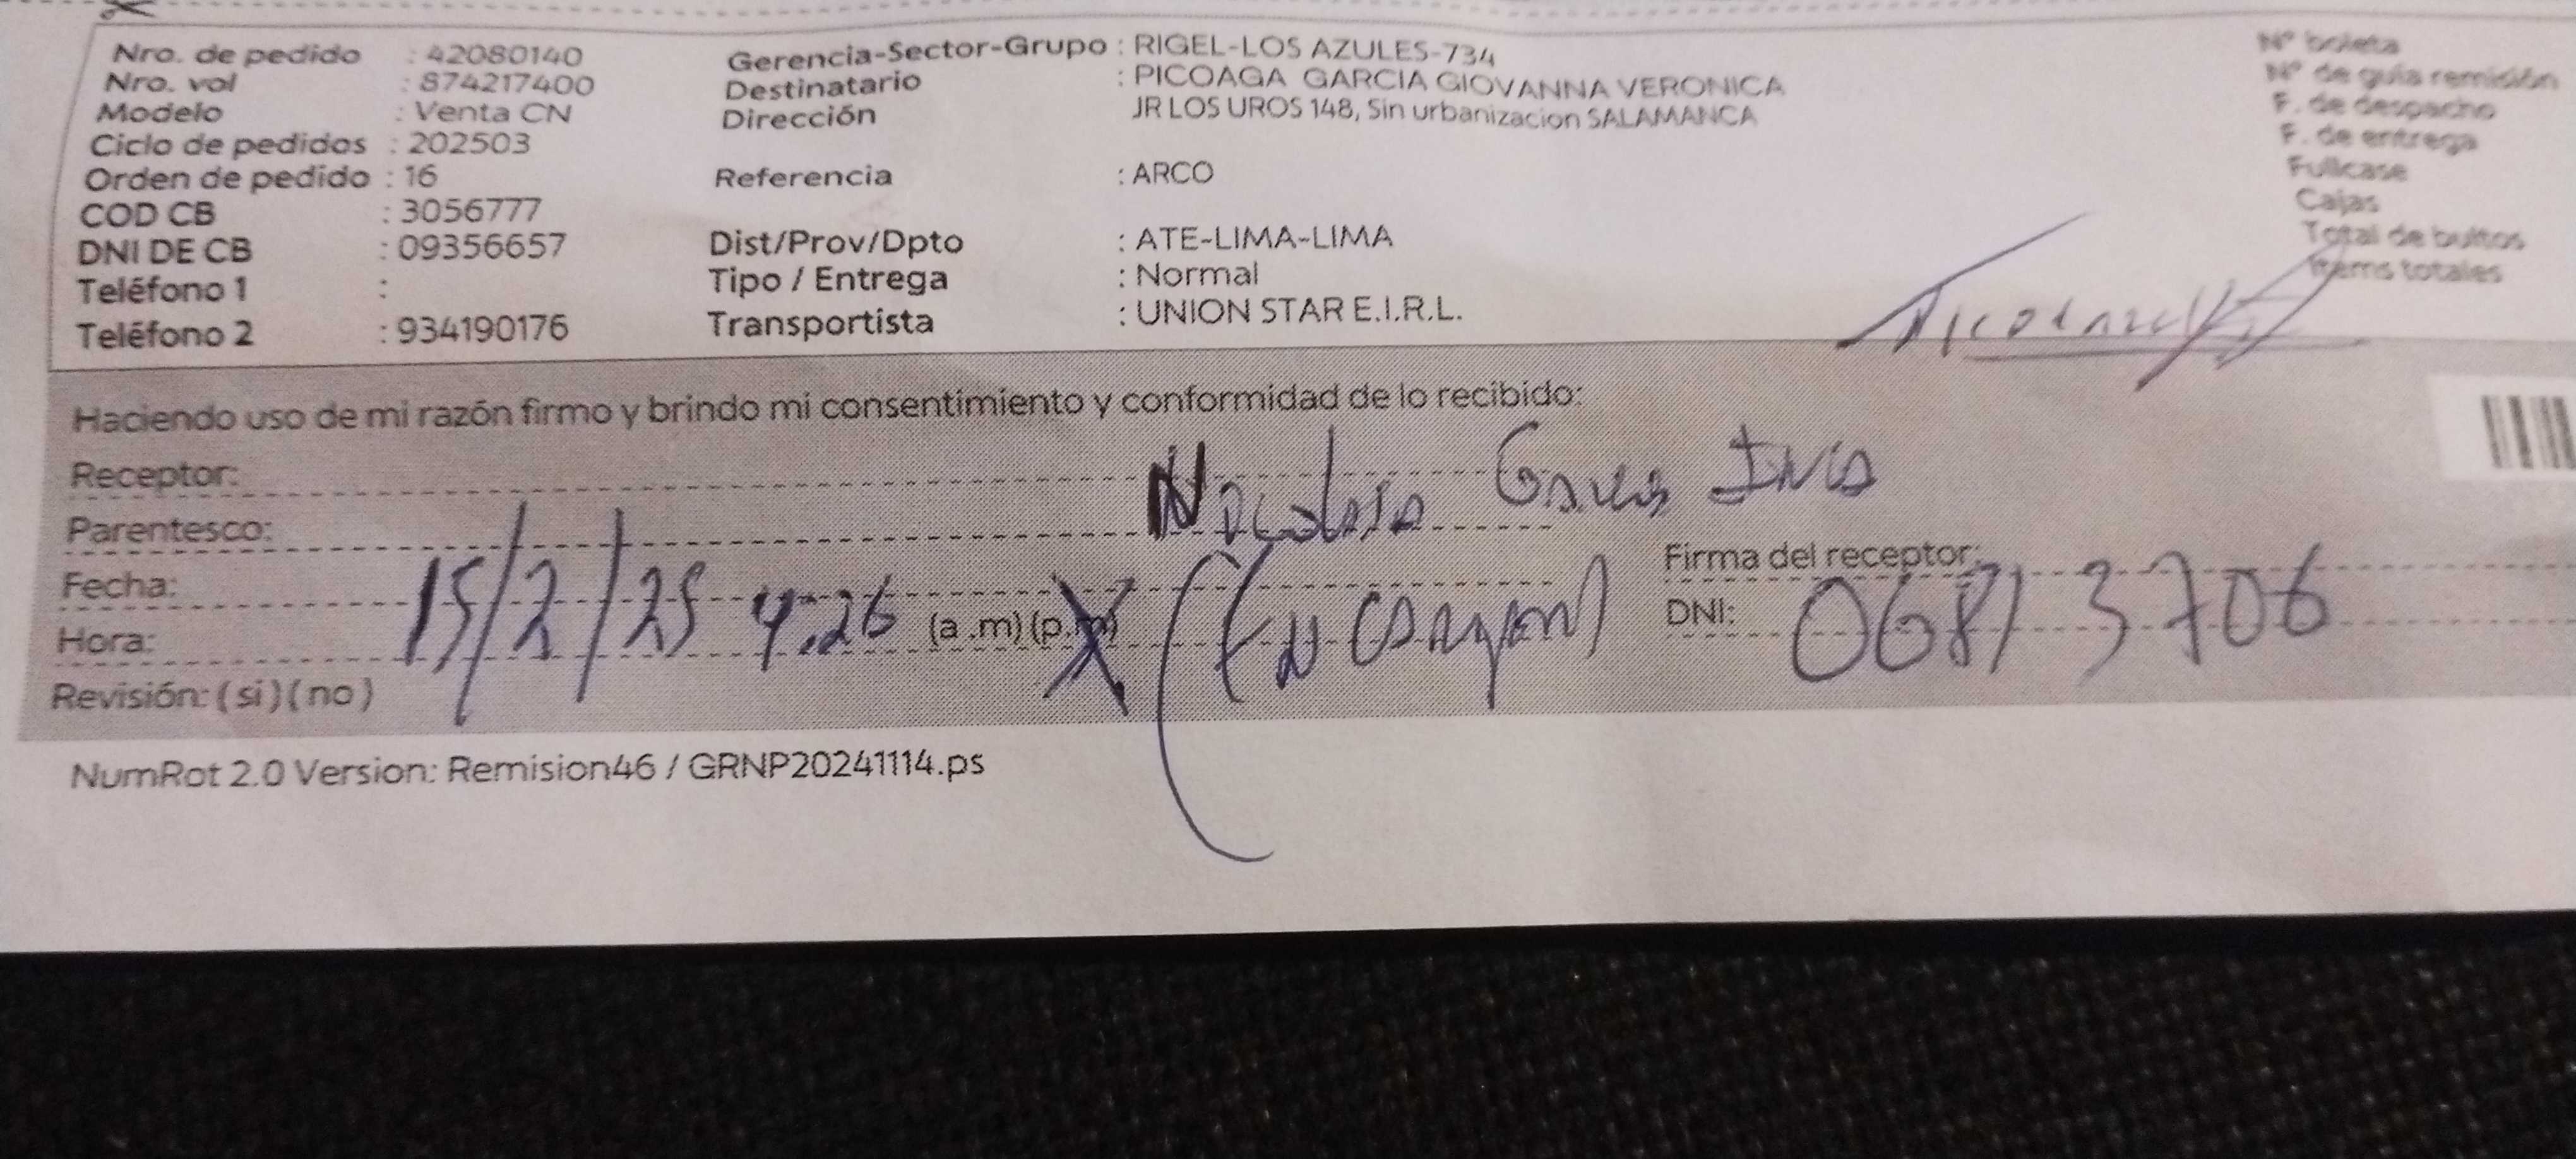 Nro. de pedido : 42080140
Nro. vol : 874217400
Modelo : Venta CN
Ciclo de pedidos : 202503
Orden de pedido : 16
COD CB : 3056777
DNI DE CB : 09356657
Teléfono 1 :
Teléfono 2 : 934190176
Gerencia-Sector-Grupo : RIGEL-LOS AZULES-734
Destinatario : PICOAGA GARCIA GIOVANNA VERONICA
Dirección JR LOS UROS 148, Sin urbanizacion SALAMANCA
Referencia : ARCO
Dist/Prov/Dpto : ATE-LIMA-LIMA
Tipo / Entrega : Normal
Transportista : UNION STAR E.I.R.L.
N° boleta
N° de guía remisión
F. de despacho
F. de entrega
Fullcase
Cajas
Total de bultos
Items totales
Haciendo uso de mi razón firmo y brindo mi consentimiento y conformidad de lo recibido:
Receptor:
Parentesco:
Fecha: 15/2/25
Hora: 4:26 (a.m)(p.m)
Revisión: (si)(no)
Firma del receptor:
DNI: 06813706
NumRot 2.0 Version: Remision46 / GRNP20241114.ps